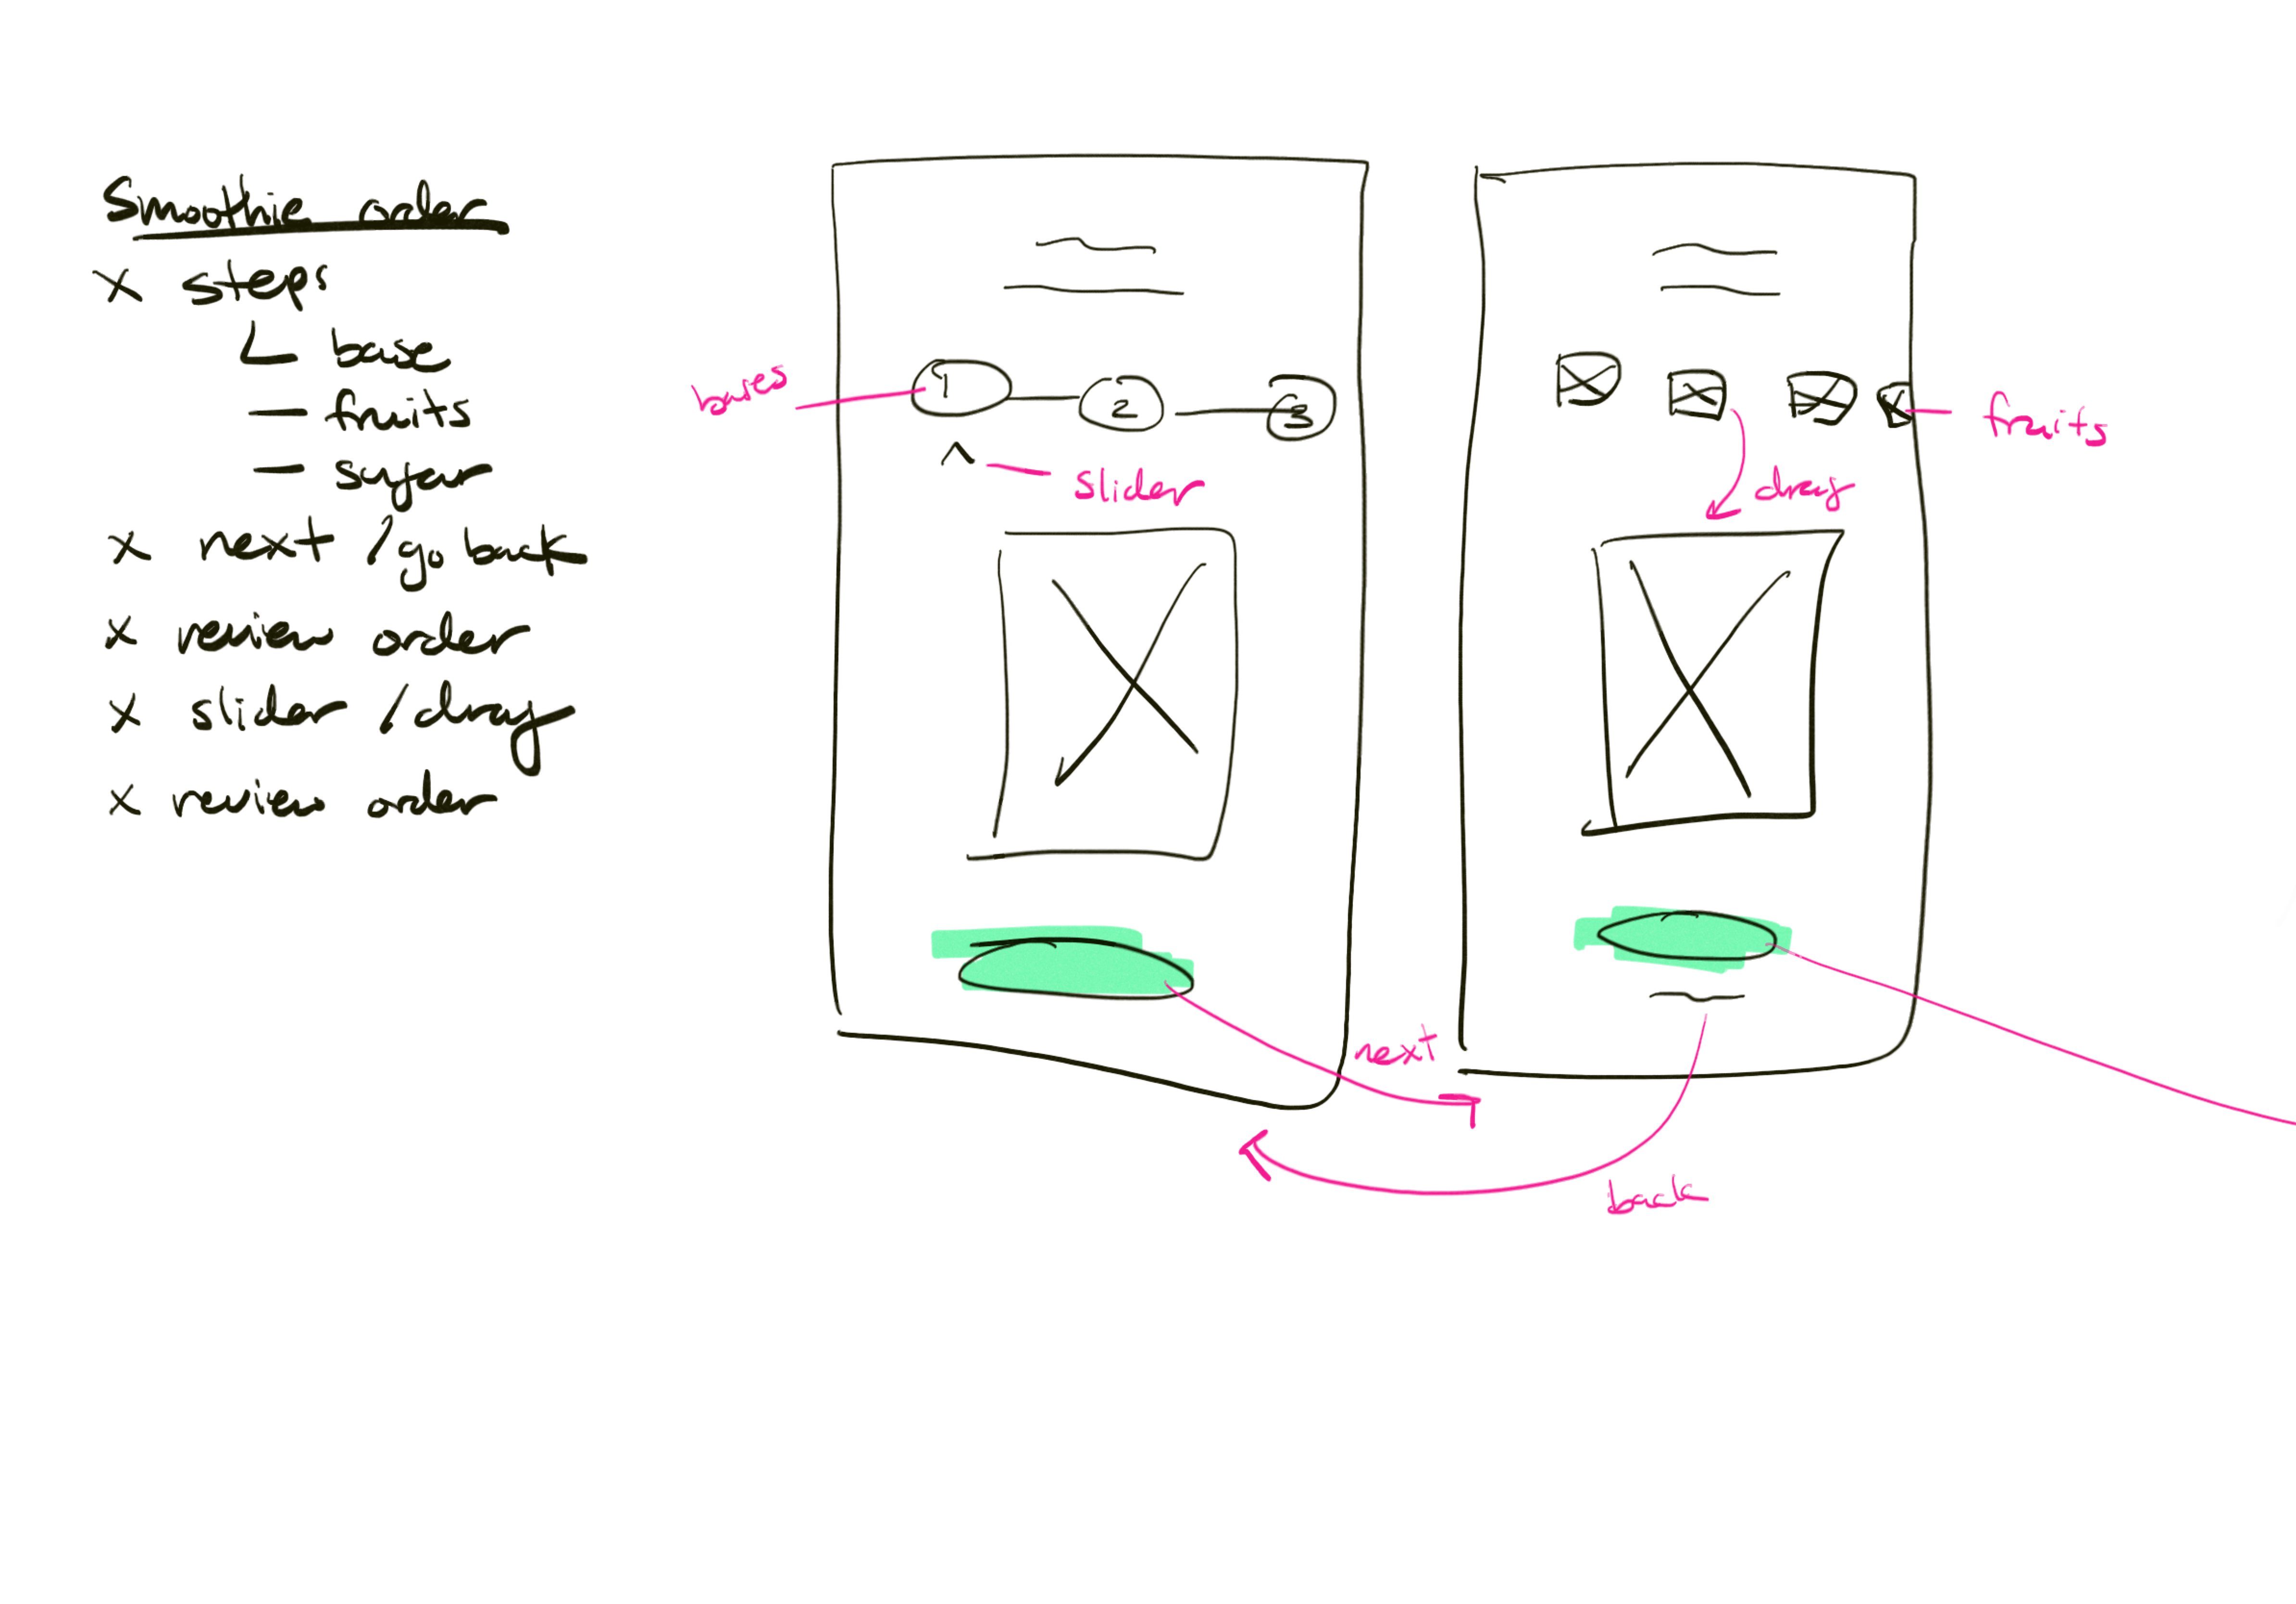 Smoothie order
x steps
base
fruits
sugar
x next / go back
x review order
x slider / drag
x review order
bases
1 2 3
slider
next
fruits
drag
back